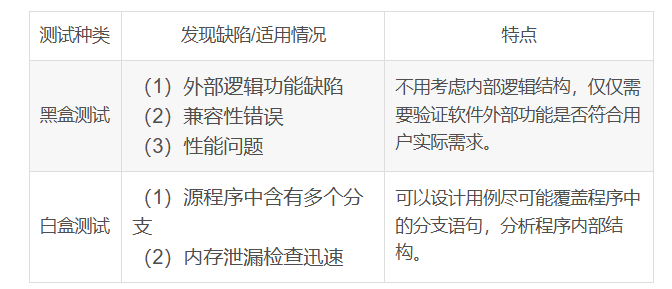 测试种类 发现缺陷/适用情况 特点
黑盒测试
（1）外部逻辑功能缺陷
（2）兼容性错误
（3）性能问题
不用考虑内部逻辑结构，仅仅需
要验证软件外部功能是否符合用
户实际需求。
白盒测试
（1）源程序中含有多个分
支
（2）内存泄漏检查迅速
可以设计用例尽可能覆盖程序中
的分支语句，分析程序内部结
构。